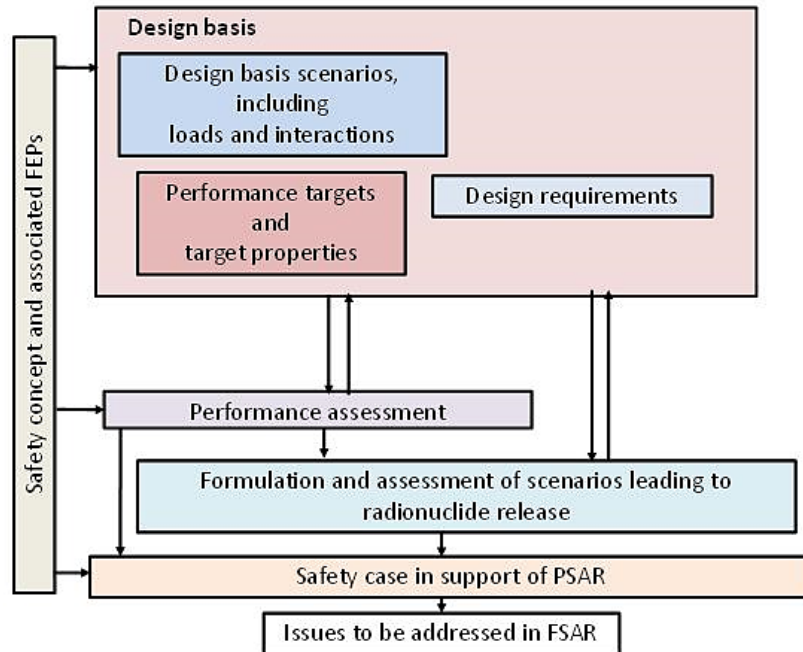 Safety concept and associated FEPs
Design basis
Design basis scenarios,
including
loads and interactions
Performance targets
and
target properties
Design requirements
Performance assessment
Formulation and assessment of scenarios leading to
radionuclide release
Safety case in support of PSAR
Issues to be addressed in FSAR